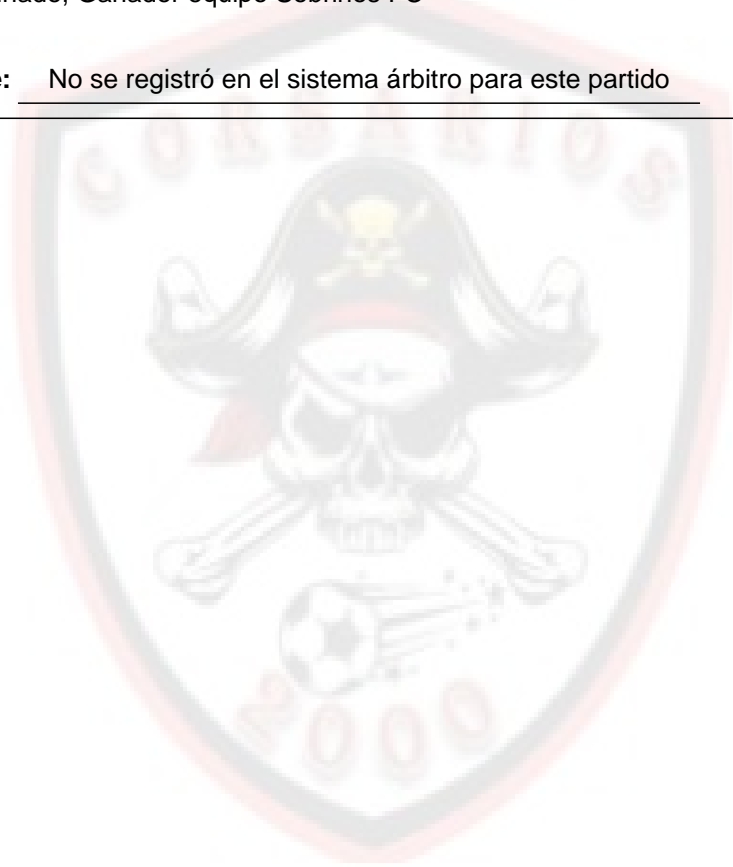 Ganador equipo Sobrinos FC
No se registró en el sistema árbitro para este partido
CORSARIOS
2000